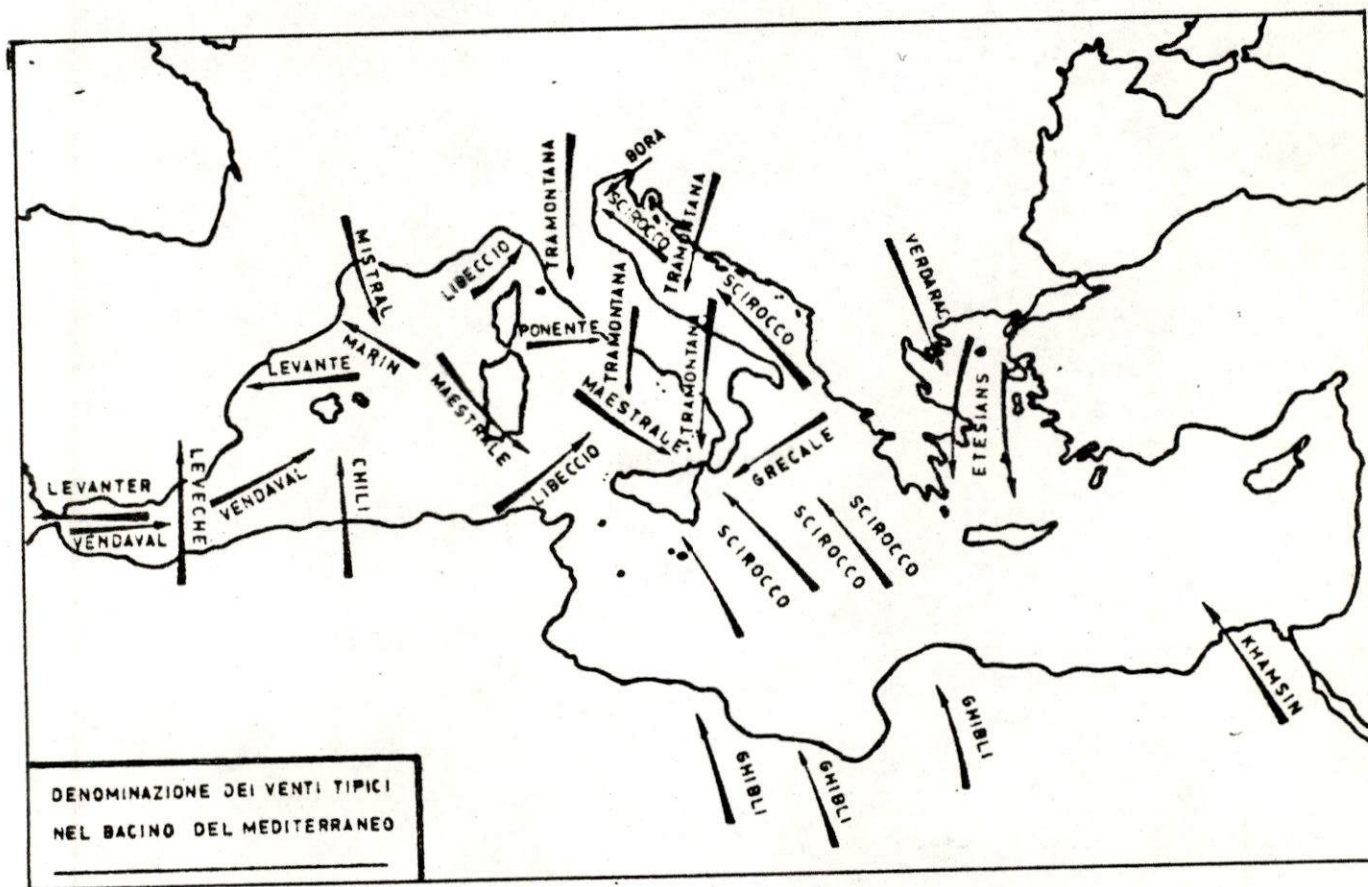 BORA
TRAMONTANA
SCIROCCO
TRAMONTANA
MISTRAL
LIBECCIO
VERDARAC
SCIROCCO
TRAMONTANA
PONENTE
TRAMONTANA
MARIN
LEVANTE
MAESTRALE
MAESTRALE
ETESIANS
GRECALE
LEVECHE
LEVANTER
VENDAVAL
CHILI
LIBECCIO
VENDAVAL
SCIROCCO
SCIROCCO
SCIROCCO
KHAMSIN
GHIBLI
GHIBLI
GHIBLI
DENOMINAZIONE DEI VENTI TIPICI
NEL BACINO DEL MEDITERRANEO